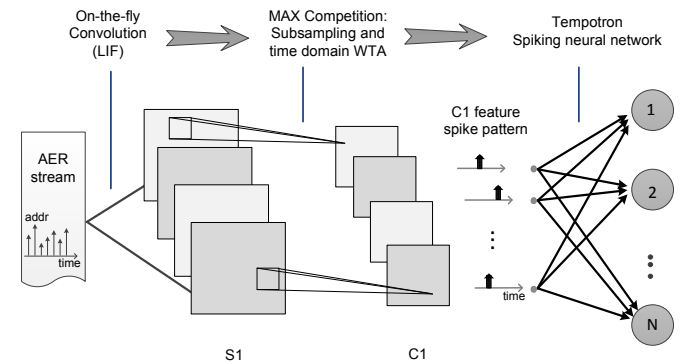 On-the-fly
Convolution
(LIF)
MAX Competition:
Subsampling and
time domain WTA
Tempotron
Spiking neural network
AER
stream
addr
time
C1 feature
spike pattern
time
1
2
N
S1
C1